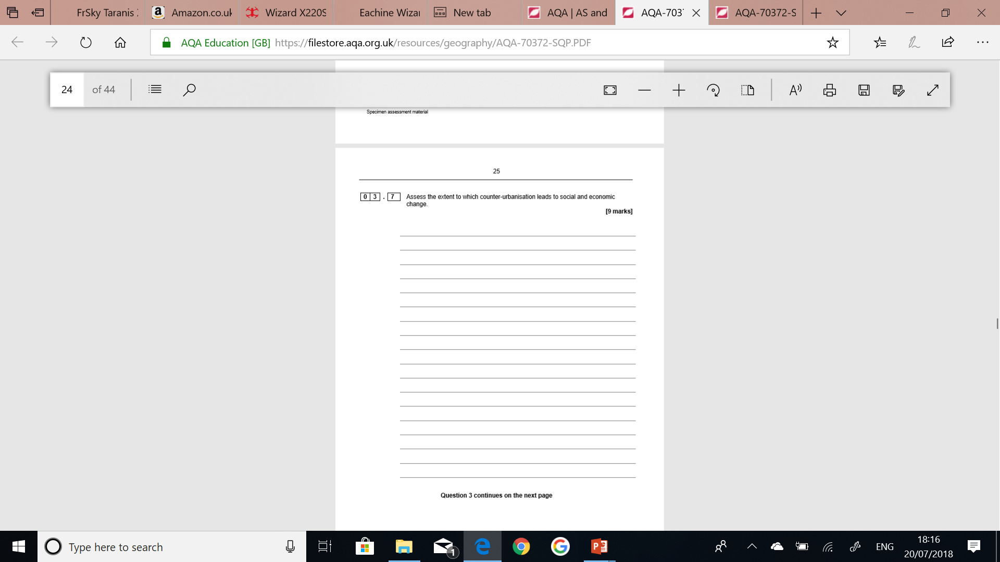 FrSky Taranis
Amazon.co.uk
Wizard X220S
Eachine Wizar
New tab
AQA | AS and
AQA-703
AQA-70372-S
AQA Education [GB] https://filestore.aqa.org.uk/resources/geography/AQA-70372-SQP.PDF
24 of 44
Specimen assessment material
25
0 3 . 7 Assess the extent to which counter-urbanisation leads to social and economic
change.
[9 marks]
Question 3 continues on the next page
Type here to search
1
ENG
18:16
20/07/2018